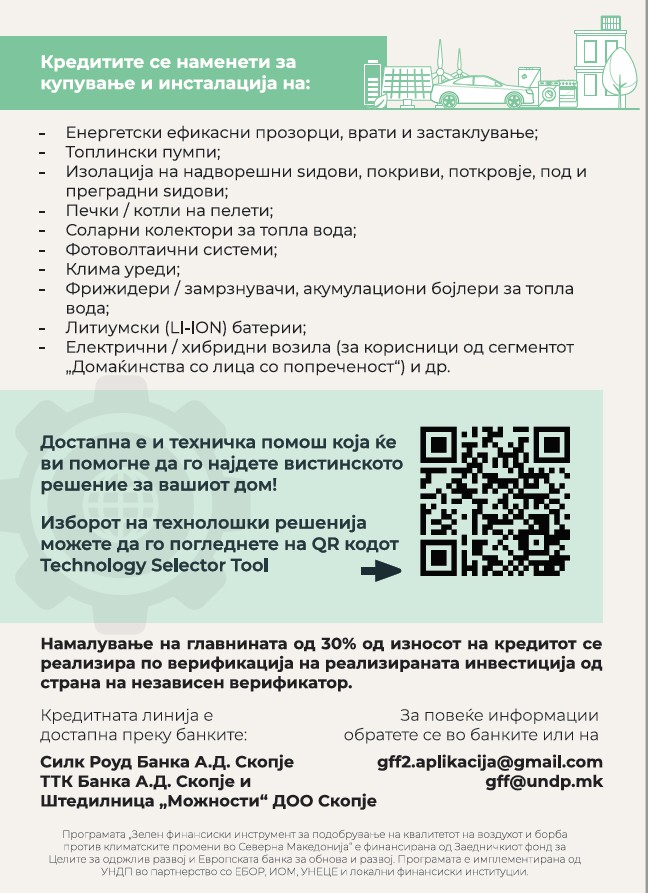 Кредитите се наменети за
купување и инсталација на:
- Енергетски ефикасни прозорци, врати и застаклување;
- Топлински пумпи;
- Изолација на надворешни ѕидови, покриви, поткровје, под и
преградни ѕидови;
- Печки / котли на пелети;
- Соларни колектори за топла вода;
- Фотоволтаични системи;
- Клима уреди;
- Фрижидери / замрзнувачи, акумулациони бојлери за топла
вода;
- Литиумски (LI-ION) батерии;
- Електрични / хибридни возила (за корисници од сегментот
„Домаќинства со лица со попреченост“) и др.
Достапна е и техничка помош која ќе
ви помогне да го најдете вистинското
решение за вашиот дом!
Изборот на технолошки решенија
можете да го погледнете на QR кодот
Technology Selector Tool
Намалување на главнината од 30% од износот на кредитот се
реализира по верификација на реализираната инвестиција од
страна на независен верификатор.
Кредитната линија е
достапна преку банките:
Силк Роуд Банка А.Д. Скопје
ТТК Банка А.Д. Скопје и
Штедилница „Можности“ ДОО Скопје
За повеќе информации
обратете се во банките или на
gff2.aplikacija@gmail.com
gff@undp.mk
Програмата „Зелен финансиски инструмент за подобрување на квалитетот на воздухот и борба
против климатските промени во Северна Македонија“ е финансирана од Заедничкиот фонд за
Целите за одржлив развој и Европската банка за обнова и развој. Програмата е имплементирана од
УНДП во партнерство со ЕБОР, ИОМ, УНЕЦЕ и локални финансиски институции.